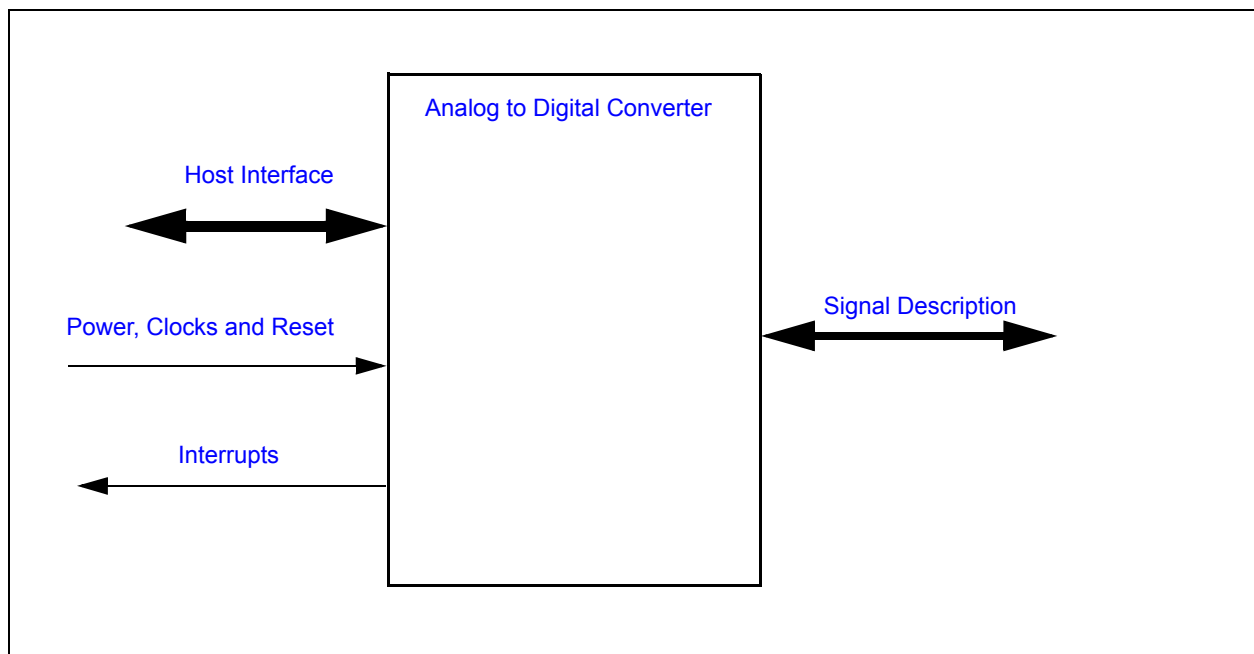 Analog to Digital Converter
Host Interface
Signal Description
Power, Clocks and Reset
Interrupts